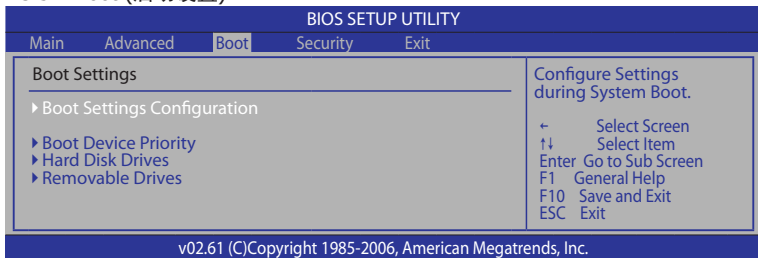 BIOS SETUP UTILITY
Main Advanced Boot Security Exit
Boot Settings
Boot Settings Configuration
Boot Device Priority
Hard Disk Drives
Removable Drives
Configure Settings
during System Boot.
← Select Screen
↑↓ Select Item
Enter Go to Sub Screen
F1 General Help
F10 Save and Exit
ESC Exit
v02.61 (C)Copyright 1985-2006, American Megatrends, Inc.